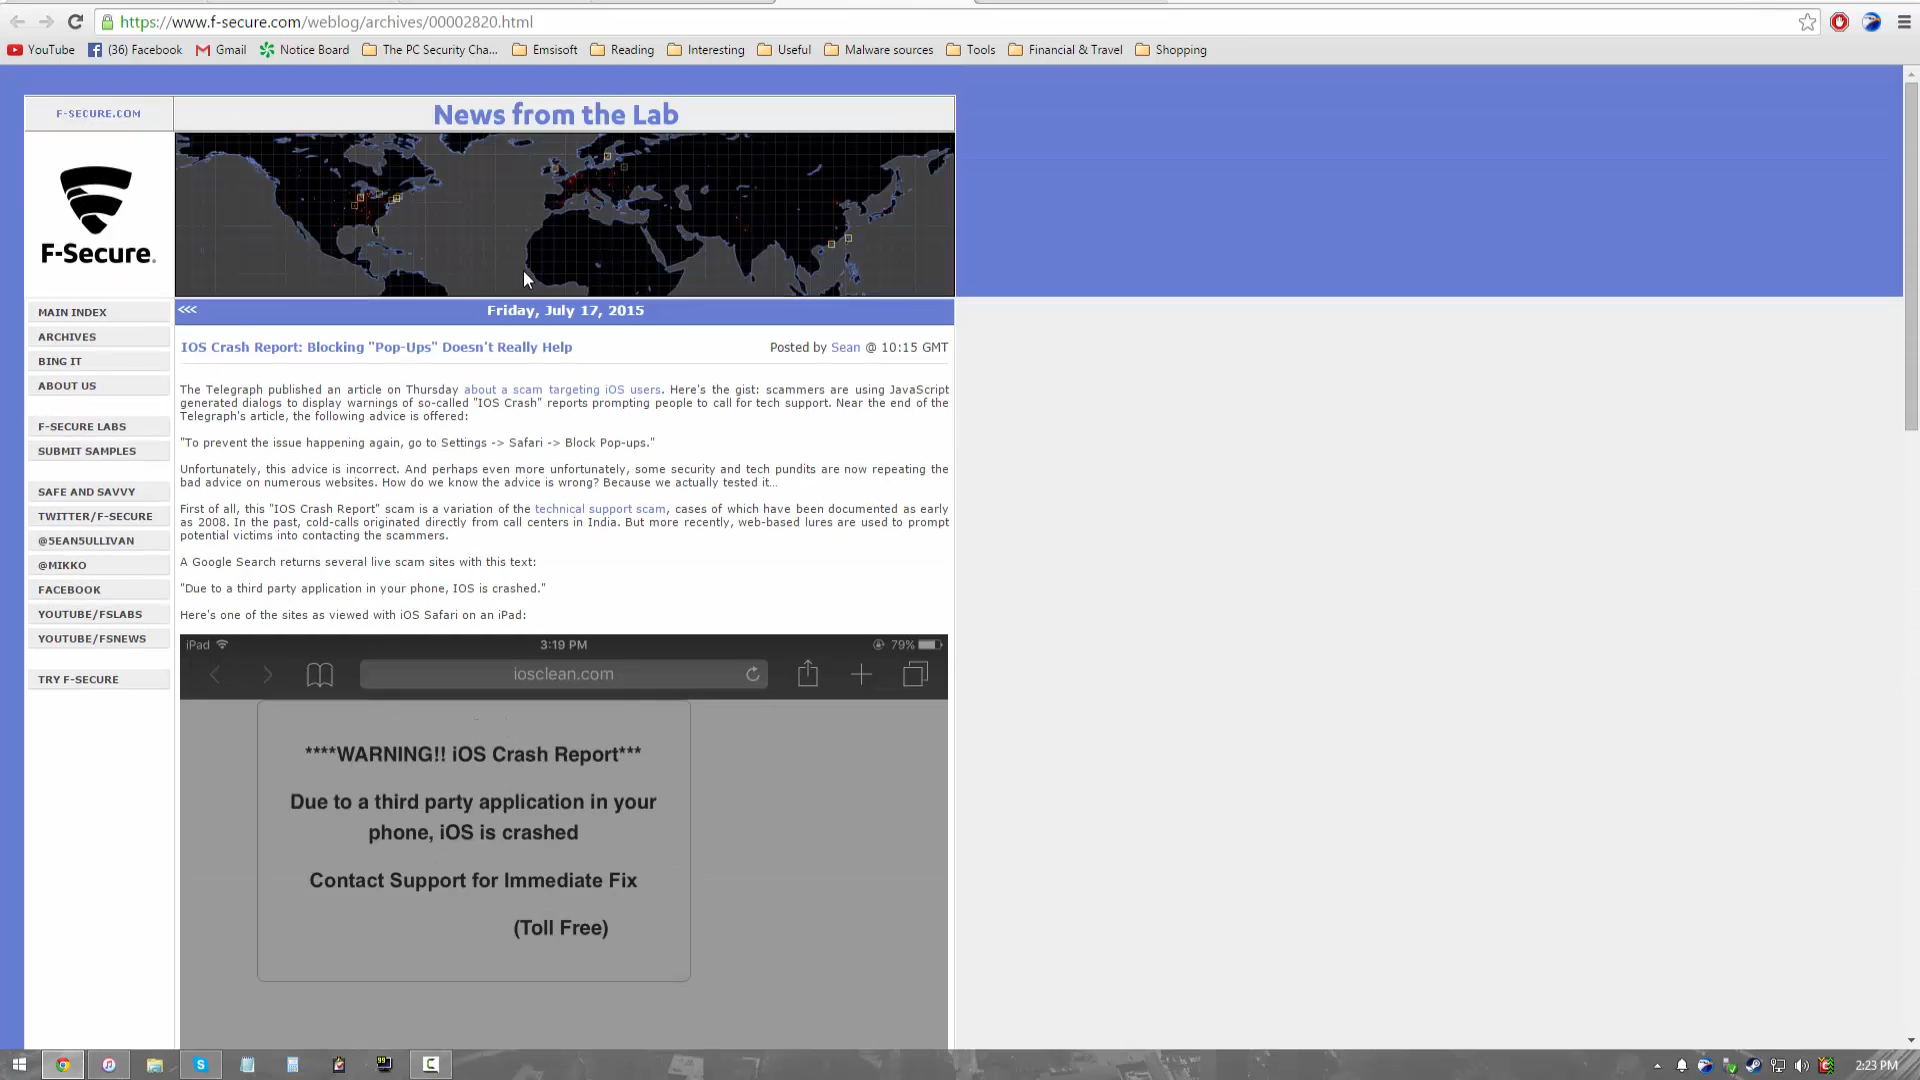 https://www.f-secure.com/weblog/archives/00002820.html
YouTube (36) Facebook Gmail Notice Board The PC Security Cha... Emsisoft Reading Interesting Useful Malware sources Tools Financial & Travel Shopping
F-SECURE.COM
News from the Lab
F-Secure.
MAIN INDEX
ARCHIVES
BING IT
ABOUT US
F-SECURE LABS
SUBMIT SAMPLES
SAFE AND SAVVY
TWITTER/F-SECURE
@5EAN5ULLIVAN
@MIKKO
FACEBOOK
YOUTUBE/FSLABS
YOUTUBE/FSNEWS
TRY F-SECURE
<<< Friday, July 17, 2015
IOS Crash Report: Blocking "Pop-Ups" Doesn't Really Help Posted by Sean @ 10:15 GMT
The Telegraph published an article on Thursday about a scam targeting iOS users. Here's the gist: scammers are using JavaScript
generated dialogs to display warnings of so-called "IOS Crash" reports prompting people to call for tech support. Near the end of the
Telegraph's article, the following advice is offered:
"To prevent the issue happening again, go to Settings -> Safari -> Block Pop-ups."
Unfortunately, this advice is incorrect. And perhaps even more unfortunately, some security and tech pundits are now repeating the
bad advice on numerous websites. How do we know the advice is wrong? Because we actually tested it...
First of all, this "IOS Crash Report" scam is a variation of the technical support scam, cases of which have been documented as early
as 2008. In the past, cold-calls originated directly from call centers in India. But more recently, web-based lures are used to prompt
potential victims into contacting the scammers.
A Google Search returns several live scam sites with this text:
"Due to a third party application in your phone, IOS is crashed."
Here's one of the sites as viewed with iOS Safari on an iPad:
iPad 3:19 PM 79%
iosclean.com
****WARNING!! iOS Crash Report***
Due to a third party application in your
phone, iOS is crashed
Contact Support for Immediate Fix
(Toll Free)
2:23 PM